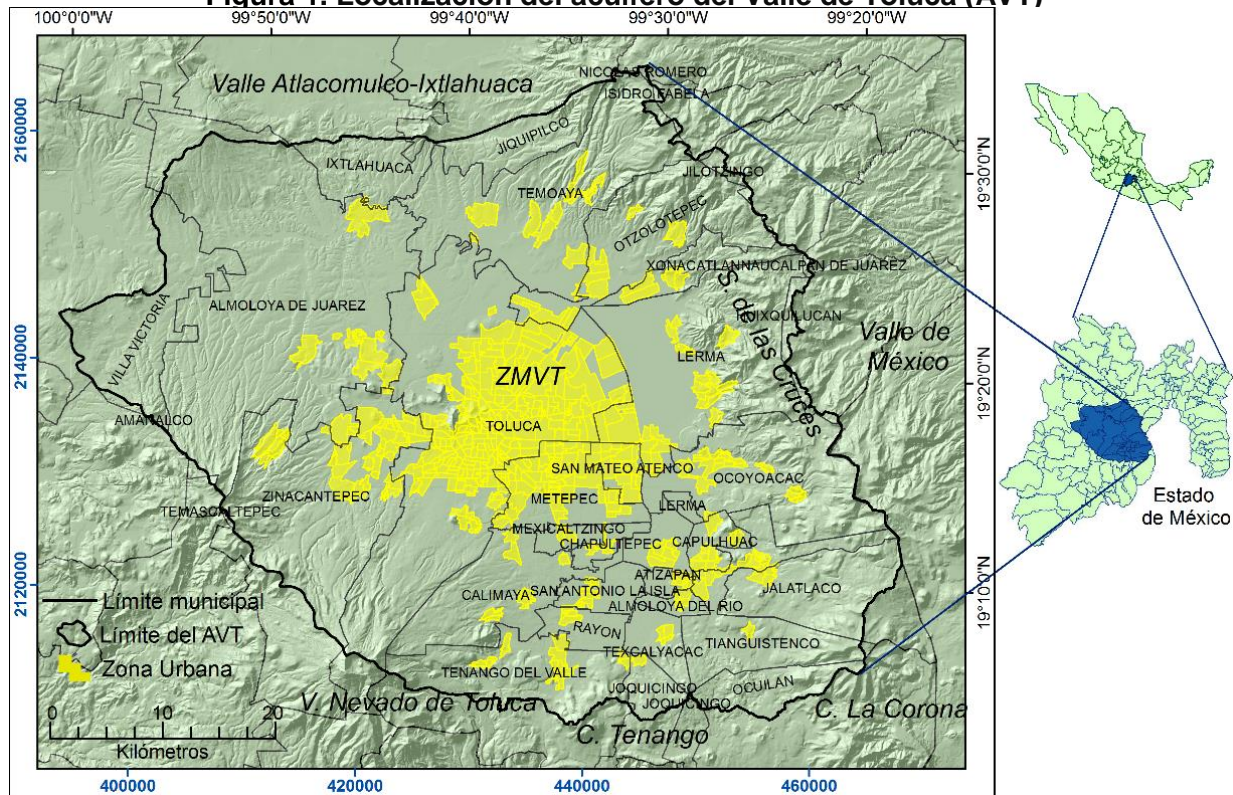 Figura 1. Localización del acuífero del Valle de Toluca (AVT)
100°0'0"W 99°50'0"W 99°40'0"W 99°30'0"W 99°20'0"W
Valle Atlacomulco-Ixtlahuaca
NICOLAS ROMERO
ISIDRO FABELA
2160000
JIQUIPILCO
IXTLAHUACA
JILOTZINGO
19°30'0"N
TEMOAYA
OTZOLOTEPEC
XONACATLAN
NAUCALPAN DE JUAREZ
ALMOLOYA DE JUAREZ
S. de las Cruces
HUIXQUILUCAN
VILLA VICTORIA
Valle de
México
2140000
LERMA
ZMVT
19°20'0"N
AMANALCO
TOLUCA
SAN MATEO ATENCO
OCOYOACAC
ZINACANTEPEC
METEPEC
LERMA
TEMASCALTEPEC
MEXICALTZINGO
CHAPULTEPEC
CAPULHUAC
ATIZAPAN
2120000
CALIMAYA
SAN ANTONIO LA ISLA
JALATLACO
19°10'0"N
ALMOLOYA DEL RIO
RAYON
TIANGUISTENCO
TEXCALYACAC
TENANGO DEL VALLE
OCUILAN
JOQUICINGO
JOQUICINGO
V. Nevado de Toluca
C. La Corona
C. Tenango
Límite municipal
Límite del AVT
Zona Urbana
0 10 20
Kilómetros
400000 420000 440000 460000
Estado
de México